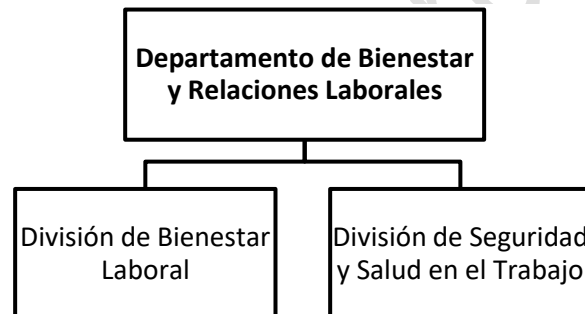 Departamento de Bienestar
y Relaciones Laborales
División de Bienestar
Laboral
División de Seguridad
y Salud en el Trabajo